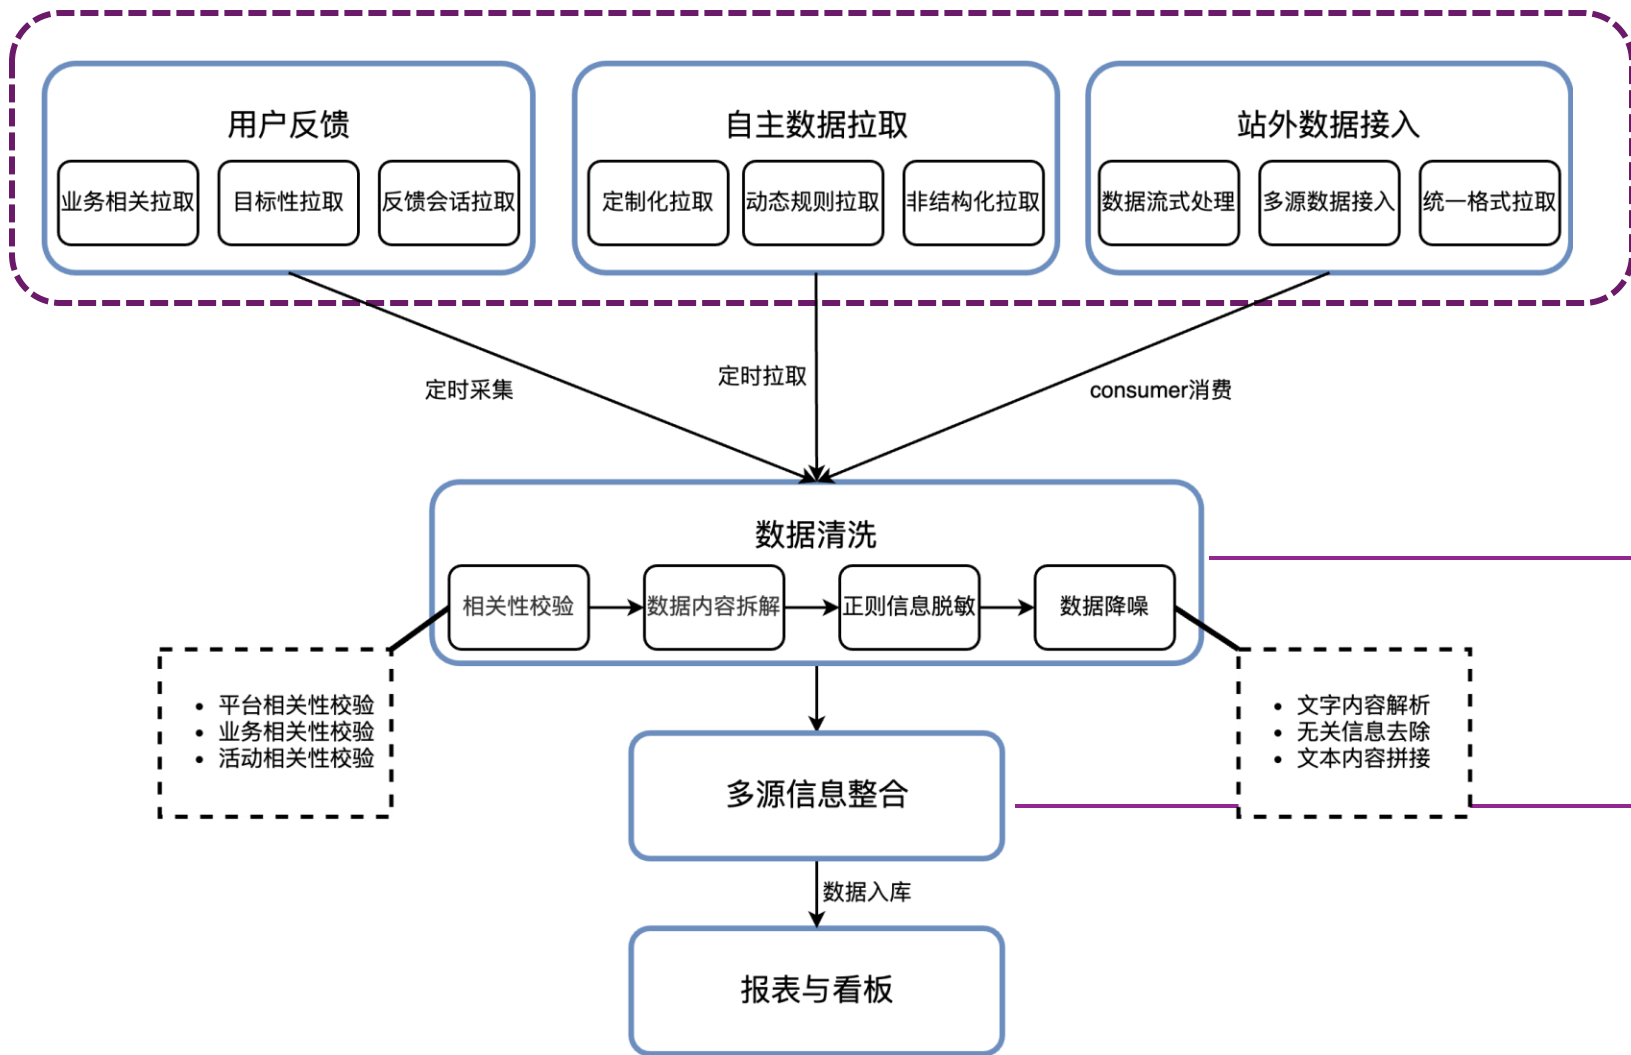 用户反馈
业务相关拉取
目标性拉取
反馈会话拉取
自主数据拉取
定制化拉取
动态规则拉取
非结构化拉取
站外数据接入
数据流式处理
多源数据接入
统一格式拉取
定时采集
定时拉取
consumer消费
数据清洗
相关性校验
数据内容拆解
正则信息脱敏
数据降噪
• 平台相关性校验
• 业务相关性校验
• 活动相关性校验
• 文字内容解析
• 无关信息去除
• 文本内容拼接
多源信息整合
数据入库
报表与看板